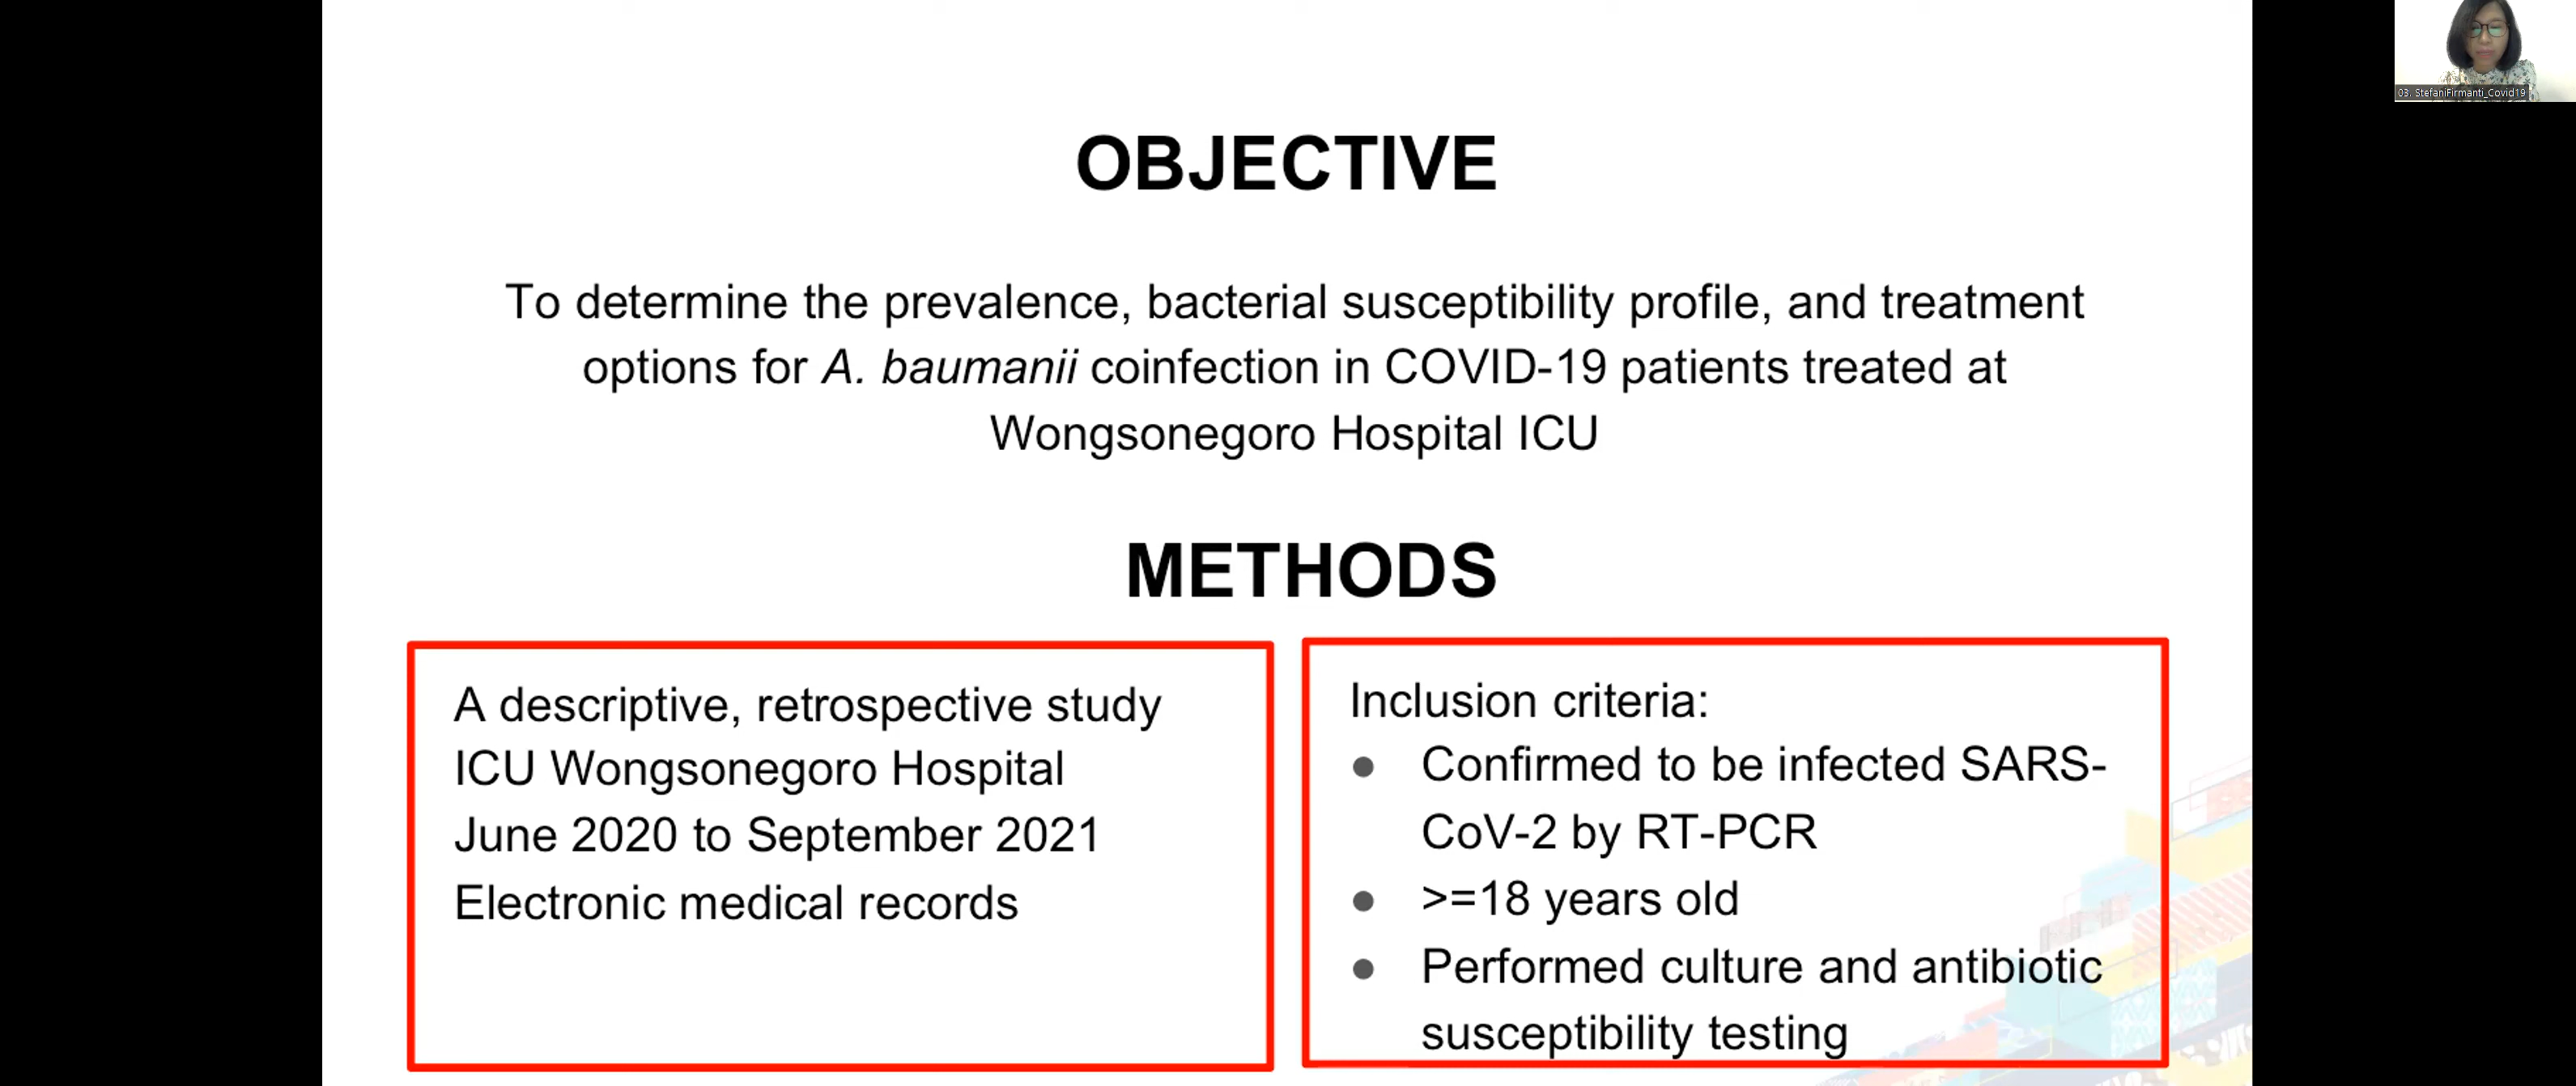 OBJECTIVE
To determine the prevalence, bacterial susceptibility profile, and treatment
options for A. baumanii coinfection in COVID-19 patients treated at
Wongsonegoro Hospital ICU
METHODS
A descriptive, retrospective study
ICU Wongsonegoro Hospital
June 2020 to September 2021
Electronic medical records
Inclusion criteria:
● Confirmed to be infected SARS-
CoV-2 by RT-PCR
● >=18 years old
● Performed culture and antibiotic
susceptibility testing
03. StefaniFirmanti_Covid19